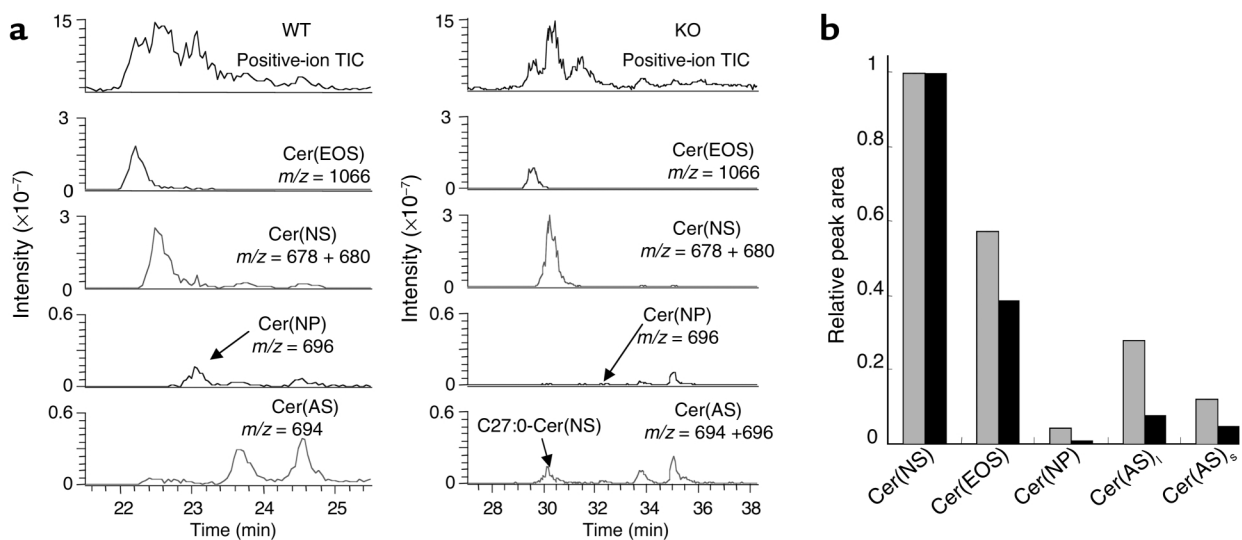 a
WT
Positive-ion TIC
15
0
3
Cer(EOS)
m/z = 1066
0
3
Cer(NS)
m/z = 678 + 680
0
0.6
Cer(NP)
m/z = 696
0
0.6
Cer(AS)
m/z = 694
0
Intensity (×10⁻⁷)
22 23 24 25
Time (min)
KO
Positive-ion TIC
15
0
3
Cer(EOS)
m/z = 1066
0
3
Cer(NS)
m/z = 678 + 680
0
0.6
Cer(NP)
m/z = 696
0
0.6
Cer(AS)
m/z = 694 +696
C27:0-Cer(NS)
0
Intensity (×10⁻⁷)
28 30 32 34 36 38
Time (min)
b
Relative peak area
1
0.8
0.6
0.4
0.2
0
Cer(NS)
Cer(EOS)
Cer(NP)
Cer(AS)ₗ
Cer(AS)ₛ